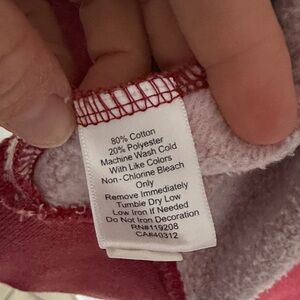 80% Cotton
20% Polyester
Machine Wash Cold
With Like Colors
Non-Chlorine Bleach
Only
Remove Immediately
Tumble Dry Low
Low Iron If Needed
Do Not Iron Decoration
RN#119208
CA#40312